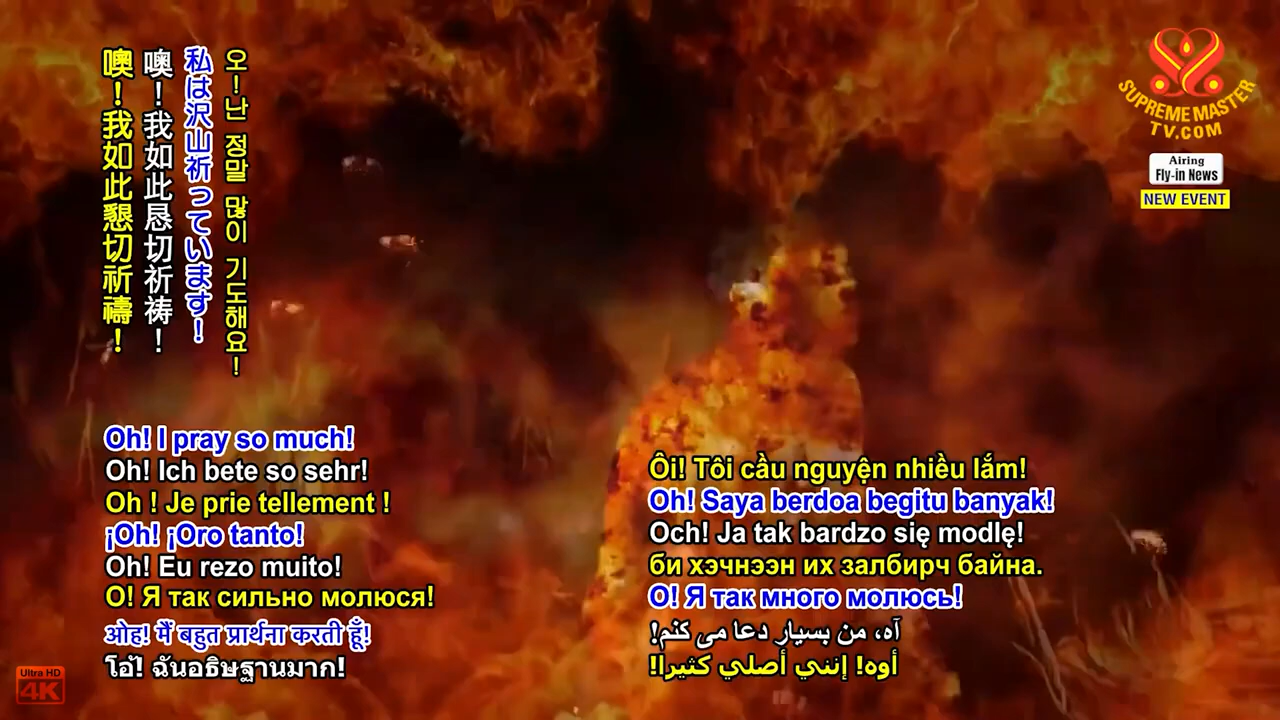 噢！我如此懇切祈禱！
噢！我如此恳切祈祷！
私は沢山祈っています！
오! 난 정말 많이 기도해요!
SUPREME MASTER
TV.COM
Airing
Fly-in News
NEW EVENT
Oh! I pray so much!
Oh! Ich bete so sehr!
Oh ! Je prie tellement !
¡Oh! ¡Oro tanto!
Oh! Eu rezo muito!
О! Я так сильно молюся!
ओह! मैं बहुत प्रार्थना करती हूँ!
โอ้! ฉันอธิษฐานมาก!
Ôi! Tôi cầu nguyện nhiều lắm!
Oh! Saya berdoa begitu banyak!
Och! Ja tak bardzo się modlę!
би хэчнээн их залбирч байна.
О! Я так много молюсь!
آه، من بسیار دعا می کنم!
أوه! إنني أصلي كثيرا!
Ultra HD
4K